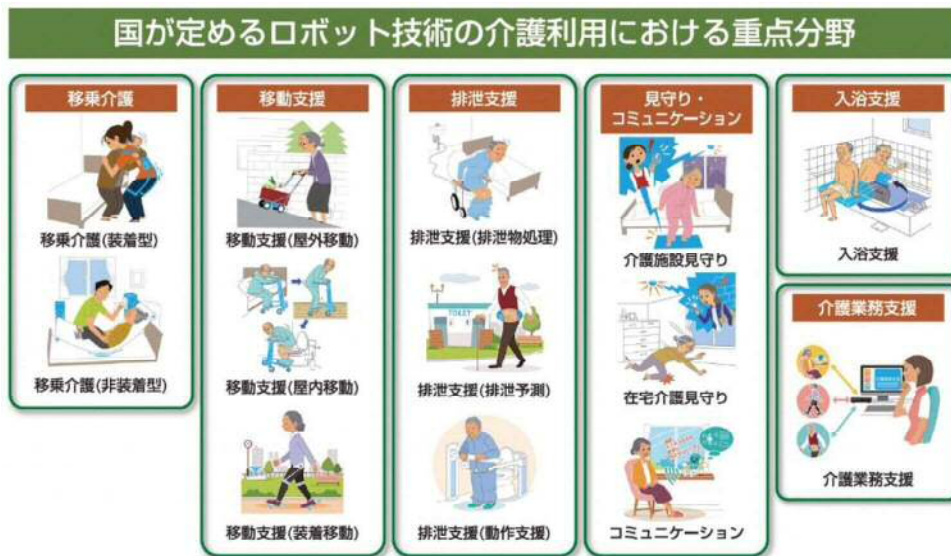 国が定めるロボット技術の介護利用における重点分野
移乗介護
移乗介護(装着型)
移乗介護(非装着型)
移動支援
移動支援(屋外移動)
移動支援(屋内移動)
移動支援(装着移動)
排泄支援
排泄支援(排泄物処理)
TOILET
排泄支援(排泄予測)
排泄支援(動作支援)
見守り・
コミュニケーション
介護施設見守り
在宅介護見守り
コミュニケーション
入浴支援
入浴支援
介護業務支援
介護業務支援